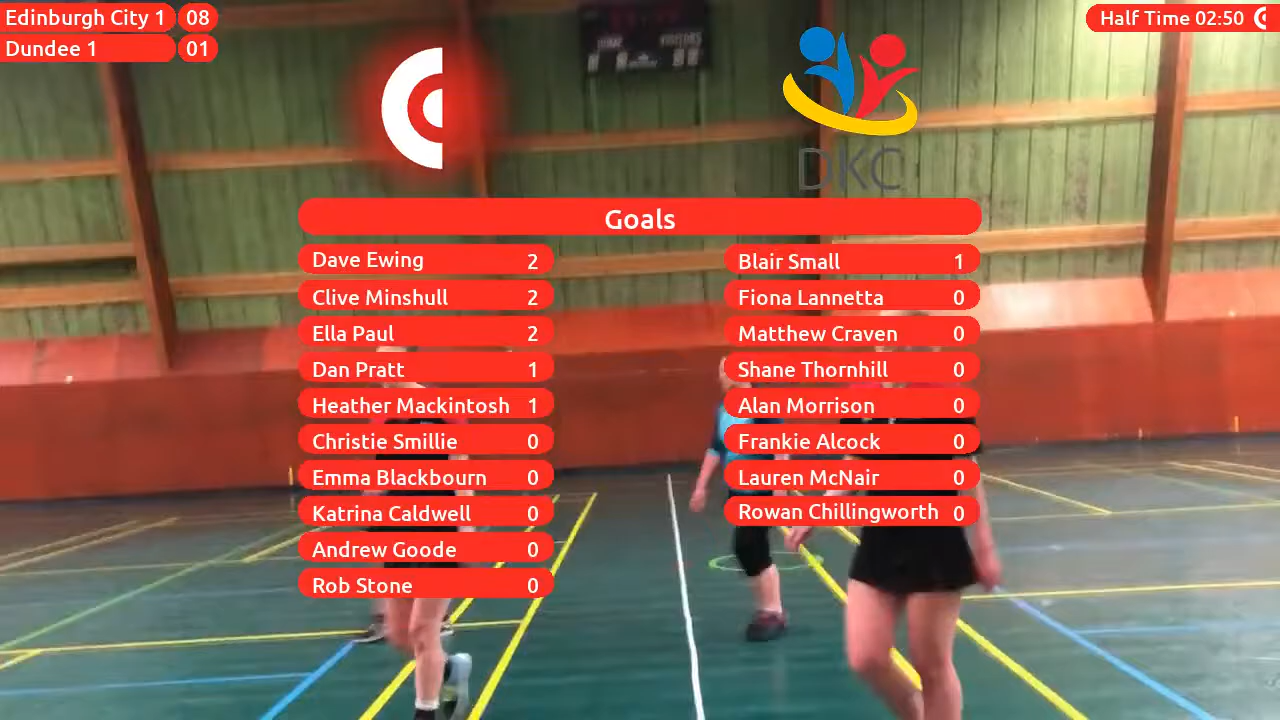 Edinburgh City 1 08
Dundee 1 01
Half Time 02:50
DKC
Goals
Dave Ewing 2
Clive Minshull 2
Ella Paul 2
Dan Pratt 1
Heather Mackintosh 1
Christie Smillie 0
Emma Blackbourn 0
Katrina Caldwell 0
Andrew Goode 0
Rob Stone 0
Blair Small 1
Fiona Lannetta 0
Matthew Craven 0
Shane Thornhill 0
Alan Morrison 0
Frankie Alcock 0
Lauren McNair 0
Rowan Chillingworth 0